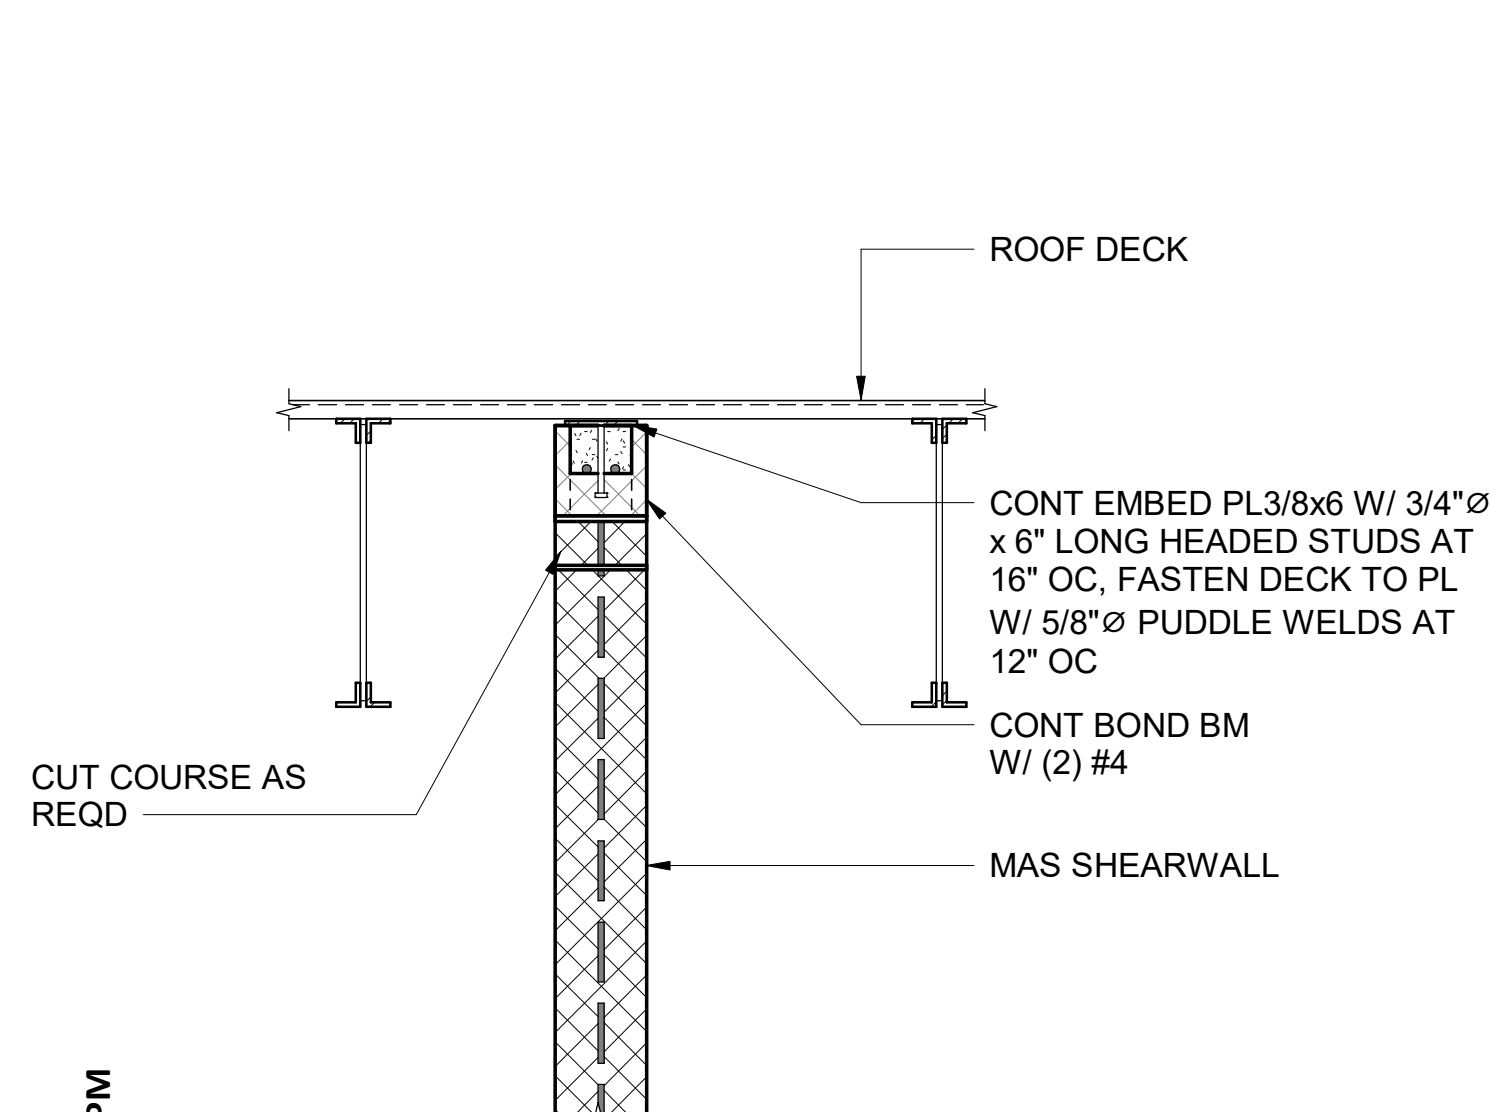 ROOF DECK
CONT EMBED PL3/8x6 W/ 3/4"Ø
x 6" LONG HEADED STUDS AT
16" OC, FASTEN DECK TO PL
W/ 5/8"Ø PUDDLE WELDS AT
12" OC
CONT BOND BM
W/ (2) #4
CUT COURSE AS
REQD
MAS SHEARWALL
PM